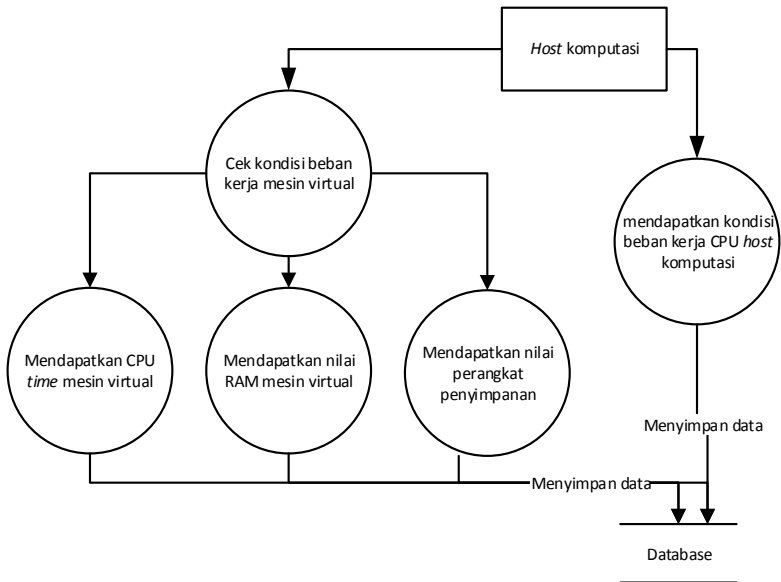 Host komputasi
Cek kondisi beban
kerja mesin virtual
mendapatkan kondisi
beban kerja CPU host
komputasi
Mendapatkan CPU
time mesin virtual
Mendapatkan nilai
RAM mesin virtual
Mendapatkan nilai
perangkat
penyimpanan
Menyimpan data
Menyimpan data
Database